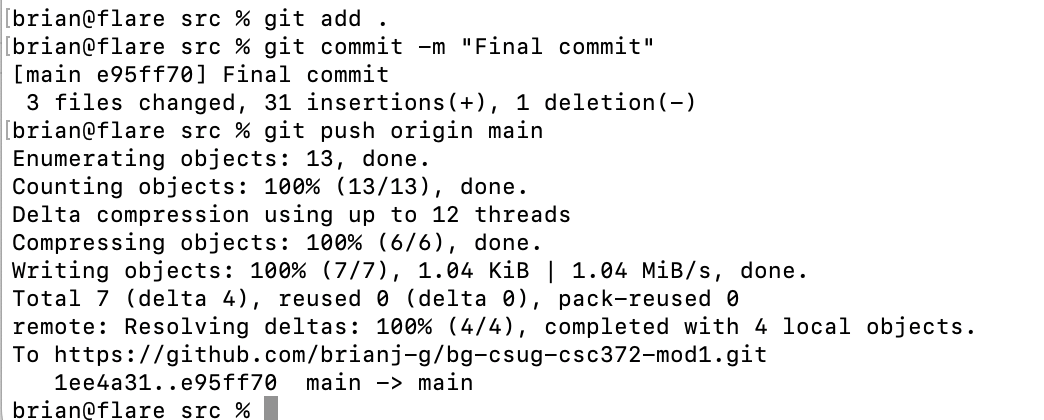 [brian@flare src % git add .
[brian@flare src % git commit -m "Final commit"
[main e95ff70] Final commit
 3 files changed, 31 insertions(+), 1 deletion(-)
[brian@flare src % git push origin main
Enumerating objects: 13, done.
Counting objects: 100% (13/13), done.
Delta compression using up to 12 threads
Compressing objects: 100% (6/6), done.
Writing objects: 100% (7/7), 1.04 KiB | 1.04 MiB/s, done.
Total 7 (delta 4), reused 0 (delta 0), pack-reused 0
remote: Resolving deltas: 100% (4/4), completed with 4 local objects.
To https://github.com/brianj-g/bg-csug-csc372-mod1.git
   1ee4a31..e95ff70  main -> main
brian@flare src %